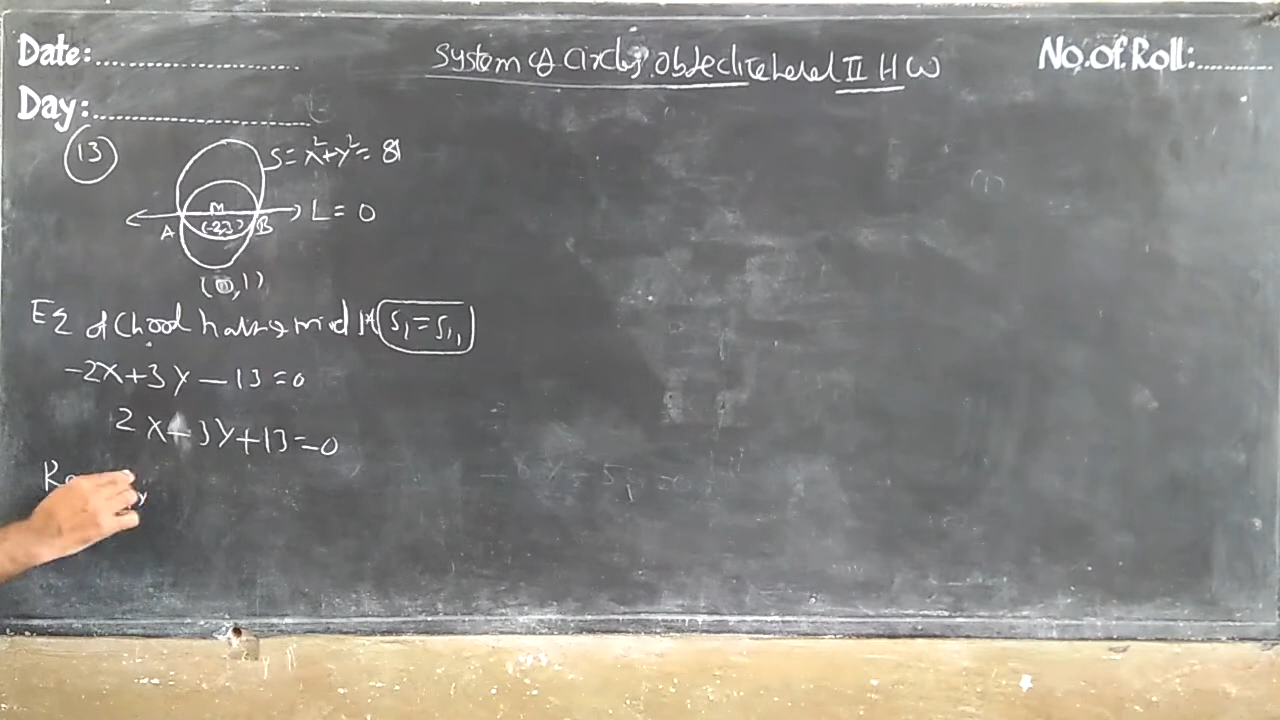 Date:....................
System of Circles Objective Level II HW
No.of.Roll:..........
Day:....................
13
S = x²+y² = 81
M
L = 0
A
(-2,3)
B
(0,1)
Eq of Chord having mid pt S₁ = S₁₁
-2x+3y-13=0
2x-3y+13=0